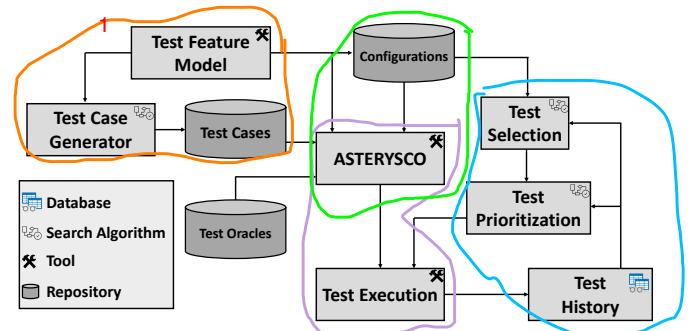 1
Test Feature
Model
Configurations
Test Case
Generator
Test Cases
ASTERYSCO
Test
Selection
Test
Prioritization
Test Oracles
Test Execution
Test
History
Database
Search Algorithm
Tool
Repository